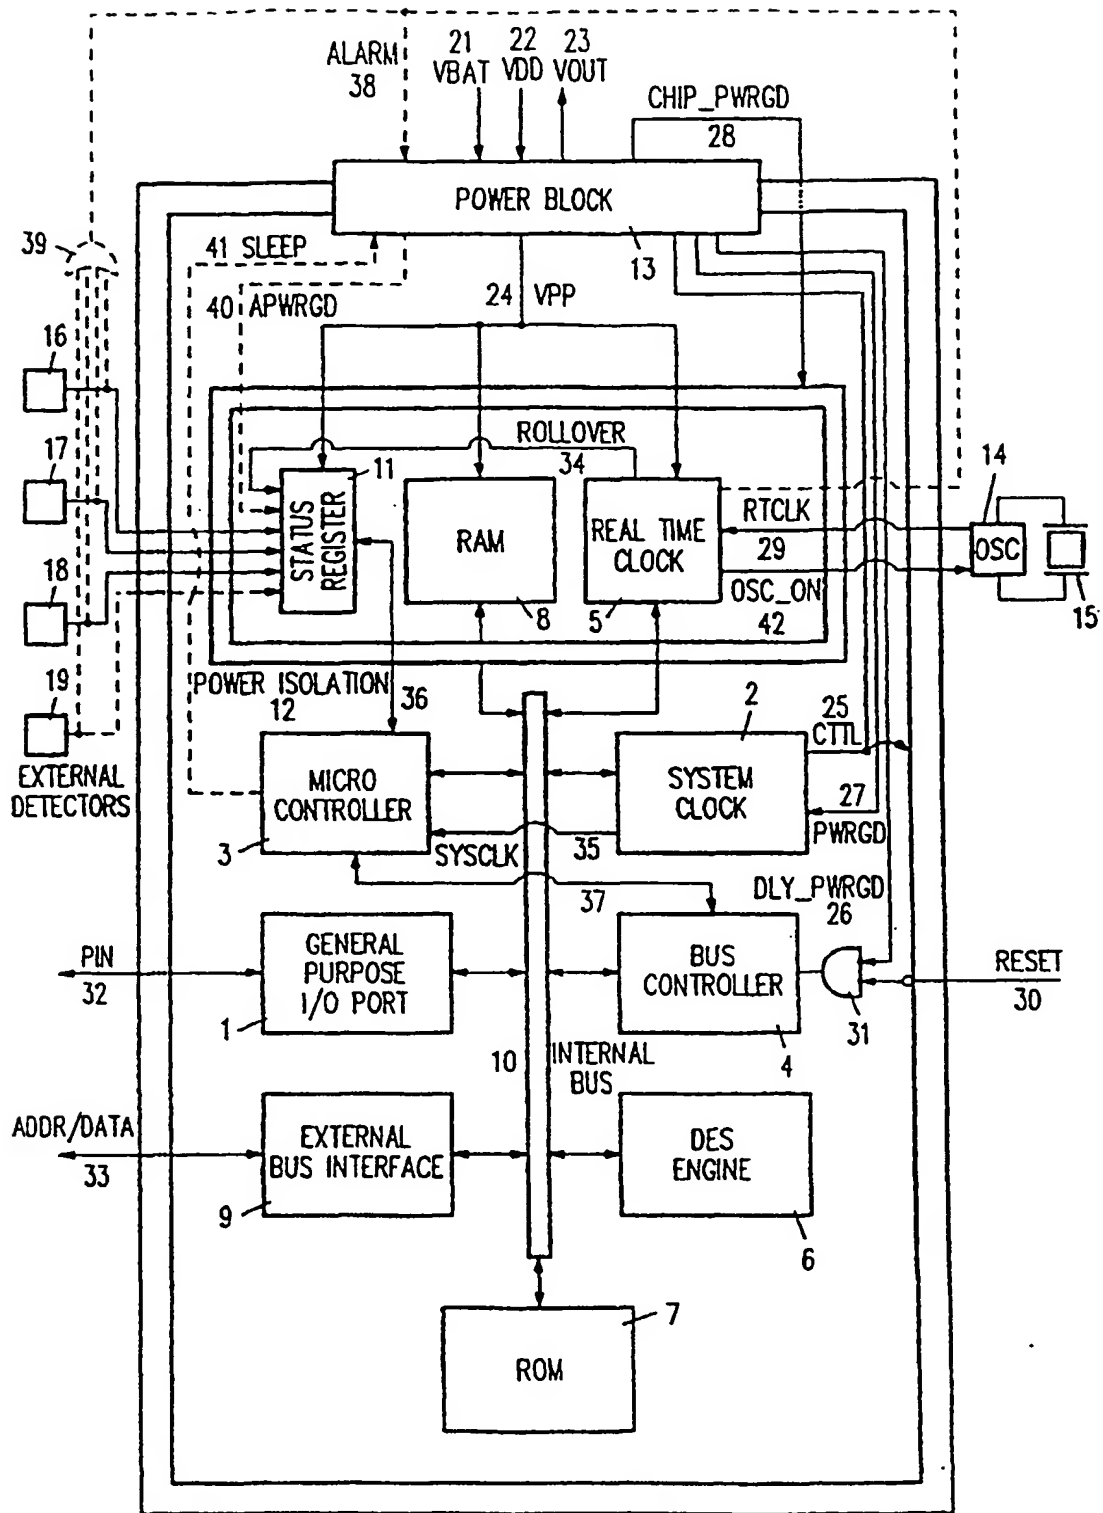 ALARM
38
21
VBAT
22
VDD
23
VOUT
CHIP_PWRGD
28
POWER BLOCK
13
39
41 SLEEP
40 APWRGD
24 VPP
16
17
18
19
EXTERNAL
DETECTORS
ROLLOVER
34
11
STATUS
REGISTER
RAM
8
REAL TIME
CLOCK
5
RTCLK
29
OSC_ON
42
14
OSC
15
POWER ISOLATION
12
36
MICRO
CONTROLLER
3
2
SYSTEM
CLOCK
25
CTTL
27
PWRGD
SYSCLK
35
37
DLY_PWRGD
26
PIN
32
GENERAL
PURPOSE
I/O PORT
1
BUS
CONTROLLER
4
31
RESET
30
10
INTERNAL
BUS
ADDR/DATA
33
EXTERNAL
BUS INTERFACE
9
DES
ENGINE
6
ROM
7